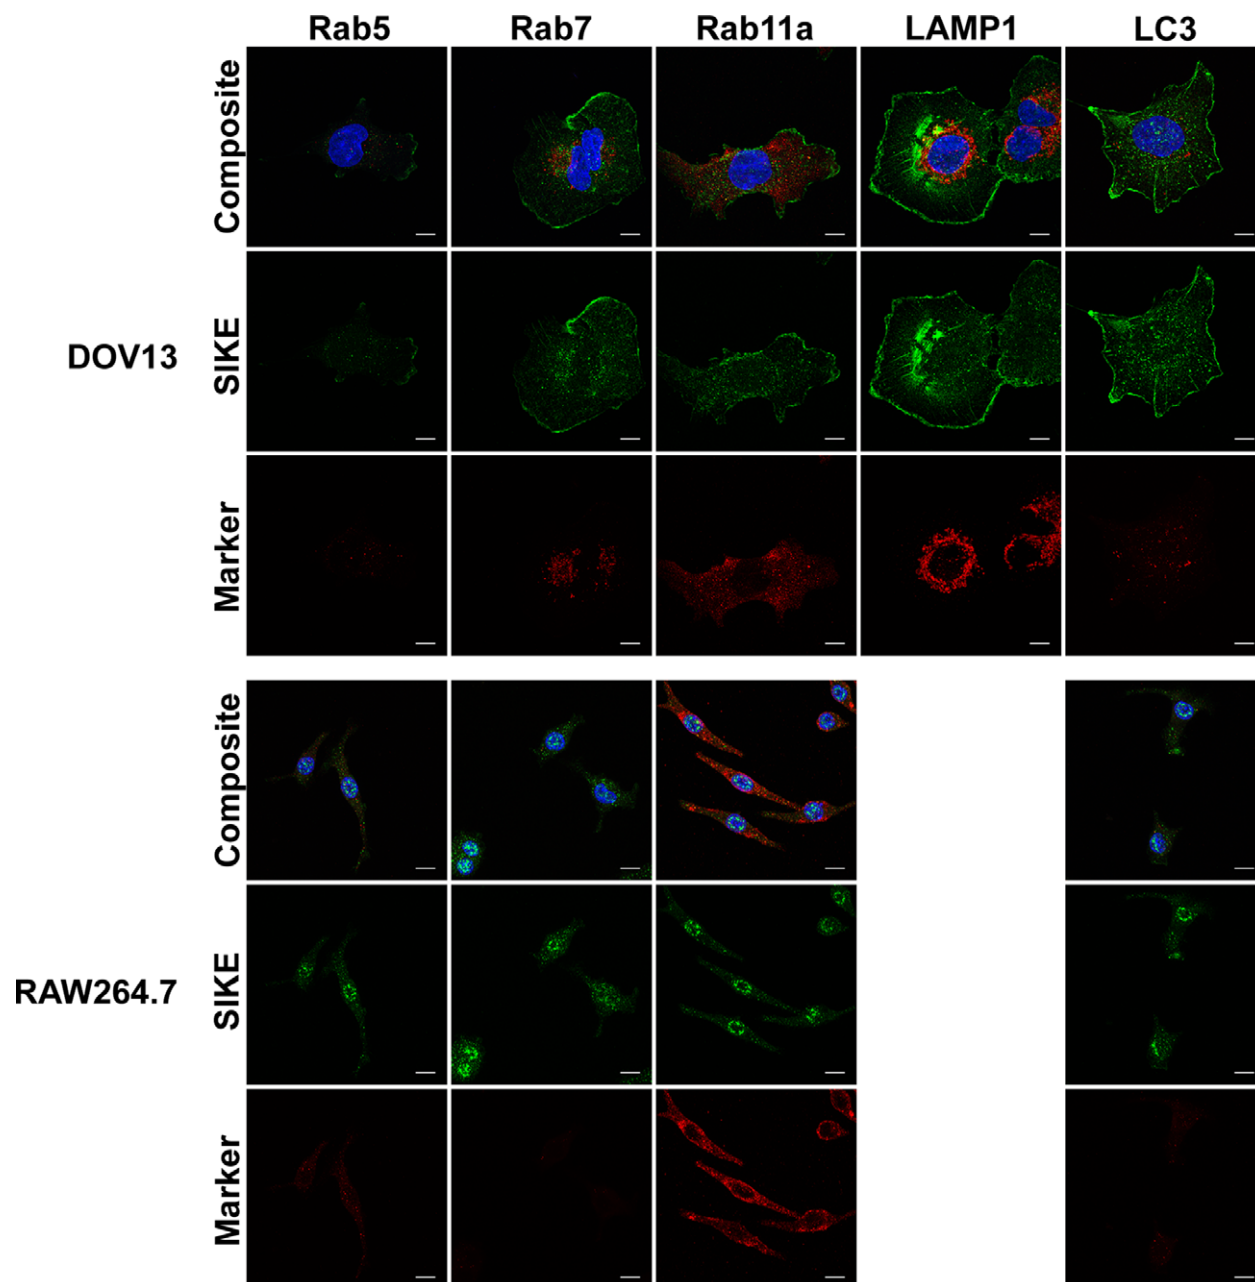 Rab5 Rab7 Rab11a LAMP1 LC3
DOV13
Composite
SIKE
Marker
RAW264.7
Composite
SIKE
Marker